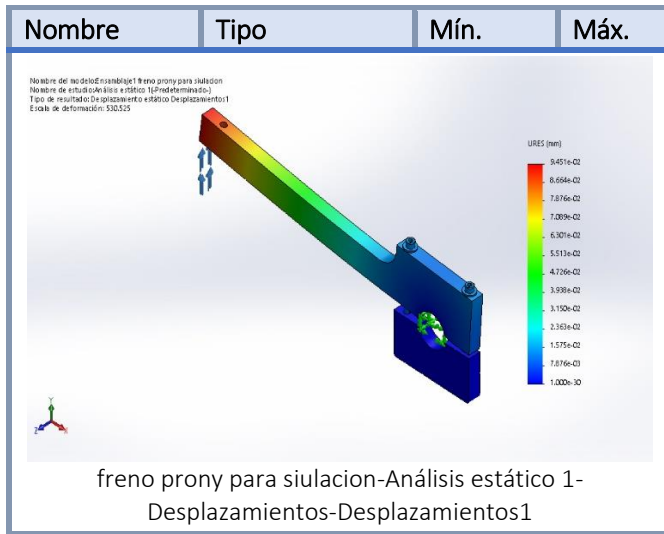 Nombre Tipo Mín. Máx.
Nombre del modelo:Ensamblaje1 freno prony para siulacion
Nombre de estudio:Análisis estático 1(-Predeterminado-)
Tipo de resultado: Desplazamiento estático Desplazamientos1
Escala de deformación: 530.525
URES (mm)
9.451e-02
8.664e-02
7.876e-02
7.089e-02
6.301e-02
5.513e-02
4.726e-02
3.938e-02
3.150e-02
2.363e-02
1.575e-02
7.876e-03
1.000e-30
Y
Z X
freno prony para siulacion-Análisis estático 1-
Desplazamientos-Desplazamientos1